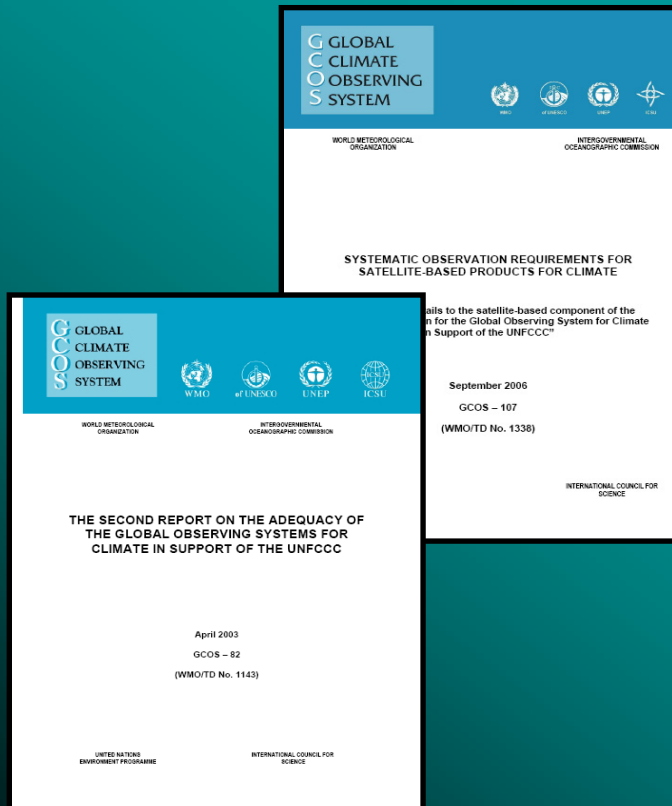 GLOBAL
CLIMATE
OBSERVING
SYSTEM
GCOS
WMO
of UNESCO
UNEP
ICSU
WORLD METEOROLOGICAL
ORGANIZATION
INTERGOVERNMENTAL
OCEANOGRAPHIC COMMISSION
SYSTEMATIC OBSERVATION REQUIREMENTS FOR
SATELLITE-BASED PRODUCTS FOR CLIMATE
to the satellite-based component of the
for the Global Observing System for Climate
Support of the UNFCCC”
September 2006
GCOS – 107
(WMO/TD No. 1338)
INTERNATIONAL COUNCIL FOR
SCIENCE
GLOBAL
CLIMATE
OBSERVING
SYSTEM
GCOS
WMO
of UNESCO
UNEP
ICSU
WORLD METEOROLOGICAL
ORGANIZATION
INTERGOVERNMENTAL
OCEANOGRAPHIC COMMISSION
THE SECOND REPORT ON THE ADEQUACY OF
THE GLOBAL OBSERVING SYSTEMS FOR
CLIMATE IN SUPPORT OF THE UNFCCC
April 2003
GCOS – 82
(WMO/TD No. 1143)
UNITED NATIONS
ENVIRONMENT PROGRAMME
INTERNATIONAL COUNCIL FOR
SCIENCE